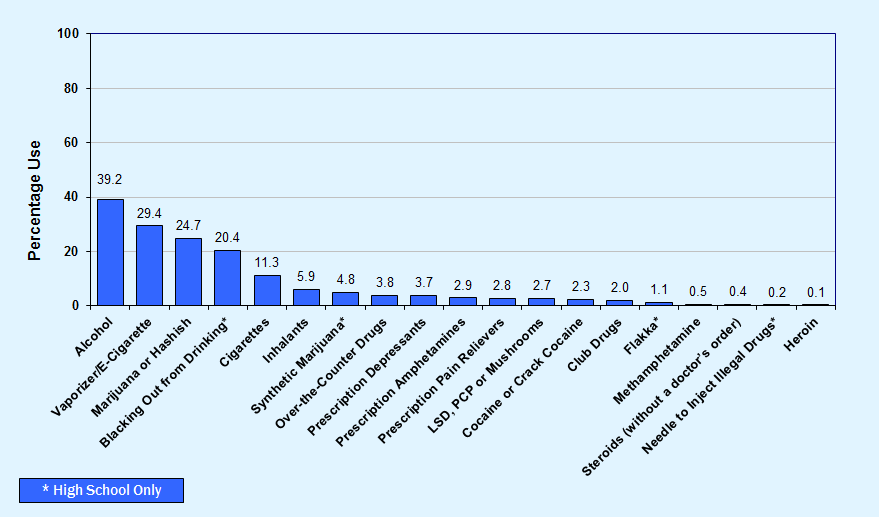 100
80
60
40
20
0
Percentage Use
39.2
29.4
24.7
20.4
11.3
5.9
4.8
3.8
3.7
2.9
2.8
2.7
2.3
2.0
1.1
0.5
0.4
0.2
0.1
Alcohol
Vaporizer/E-Cigarette
Marijuana or Hashish
Blacking Out from Drinking*
Cigarettes
Inhalants
Synthetic Marijuana*
Over-the-Counter Drugs
Prescription Depressants
Prescription Amphetamines
Prescription Pain Relievers
LSD, PCP or Mushrooms
Cocaine or Crack Cocaine
Club Drugs
Flakka*
Methamphetamine
Steroids (without a doctor's order)
Needle to Inject Illegal Drugs*
Heroin
* High School Only